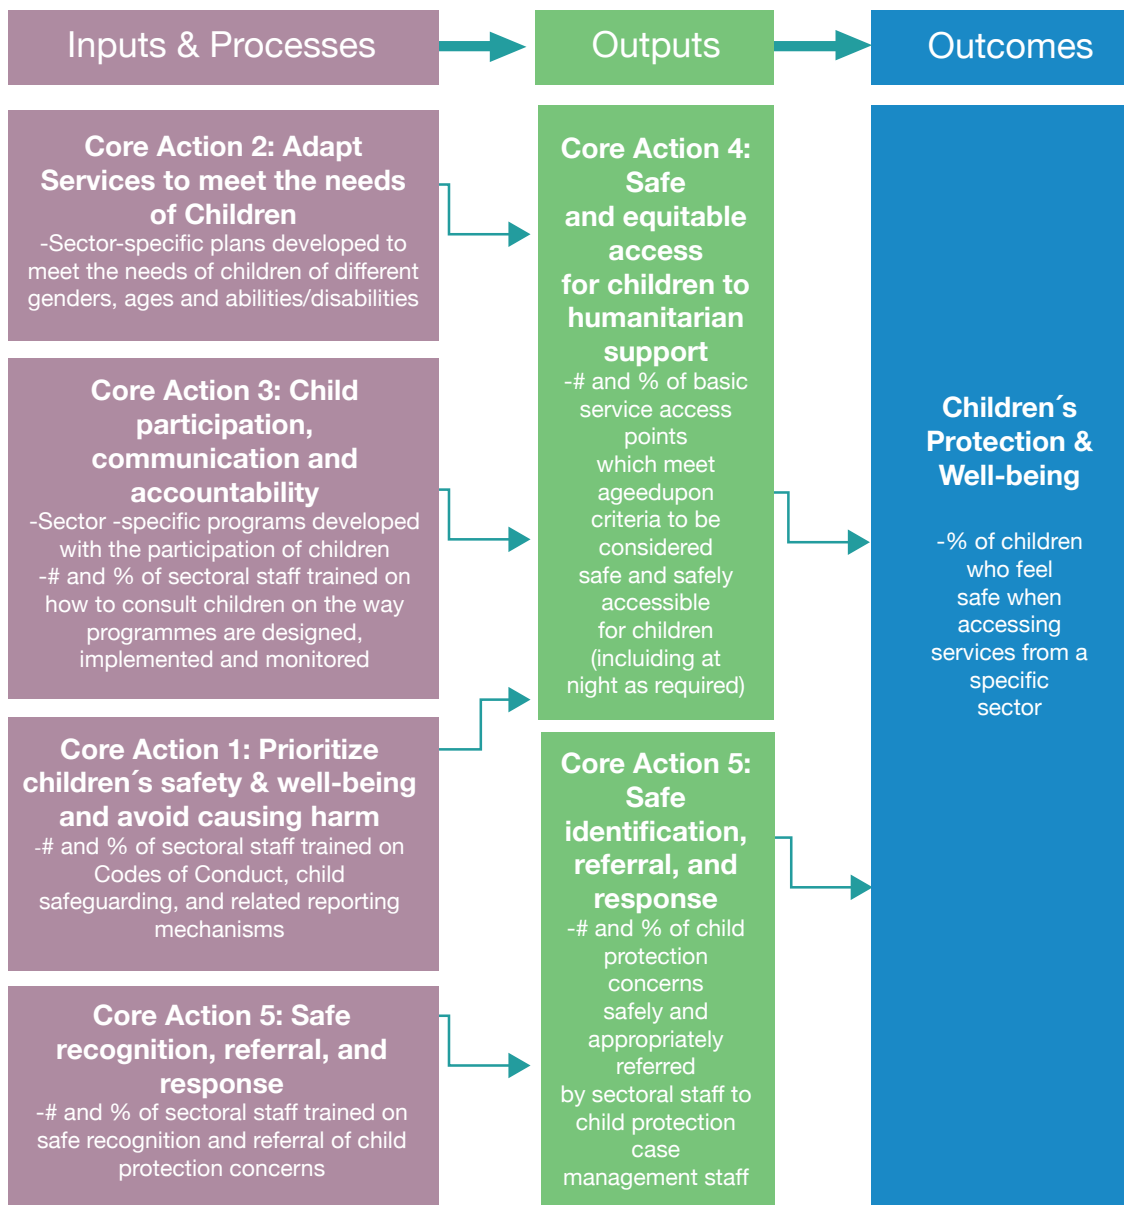 Inputs & Processes
Outputs
Outcomes
Core Action 2: Adapt
Services to meet the needs
of Children
-Sector-specific plans developed to
meet the needs of children of different
genders, ages and abilities/disabilities
Core Action 3: Child
participation,
communication and
accountability
-Sector -specific programs developed
with the participation of children
-# and % of sectoral staff trained on
how to consult children on the way
programmes are designed,
implemented and monitored
Core Action 1: Prioritize
children´s safety & well-being
and avoid causing harm
-# and % of sectoral staff trained on
Codes of Conduct, child
safeguarding, and related reporting
mechanisms
Core Action 5: Safe
recognition, referral, and
response
-# and % of sectoral staff trained on
safe recognition and referral of child
protection concerns
Core Action 4:
Safe
and equitable
access
for children to
humanitarian
support
-# and % of basic
service access
points
which meet
ageedupon
criteria to be
considered
safe and safely
accessible
for children
(incluiding at
night as required)
Core Action 5:
Safe
identification,
referral, and
response
-# and % of child
protection
concerns
safely and
appropriately
referred
by sectoral staff to
child protection
case
management staff
Children´s
Protection &
Well-being
-% of children
who feel
safe when
accessing
services from a
specific
sector